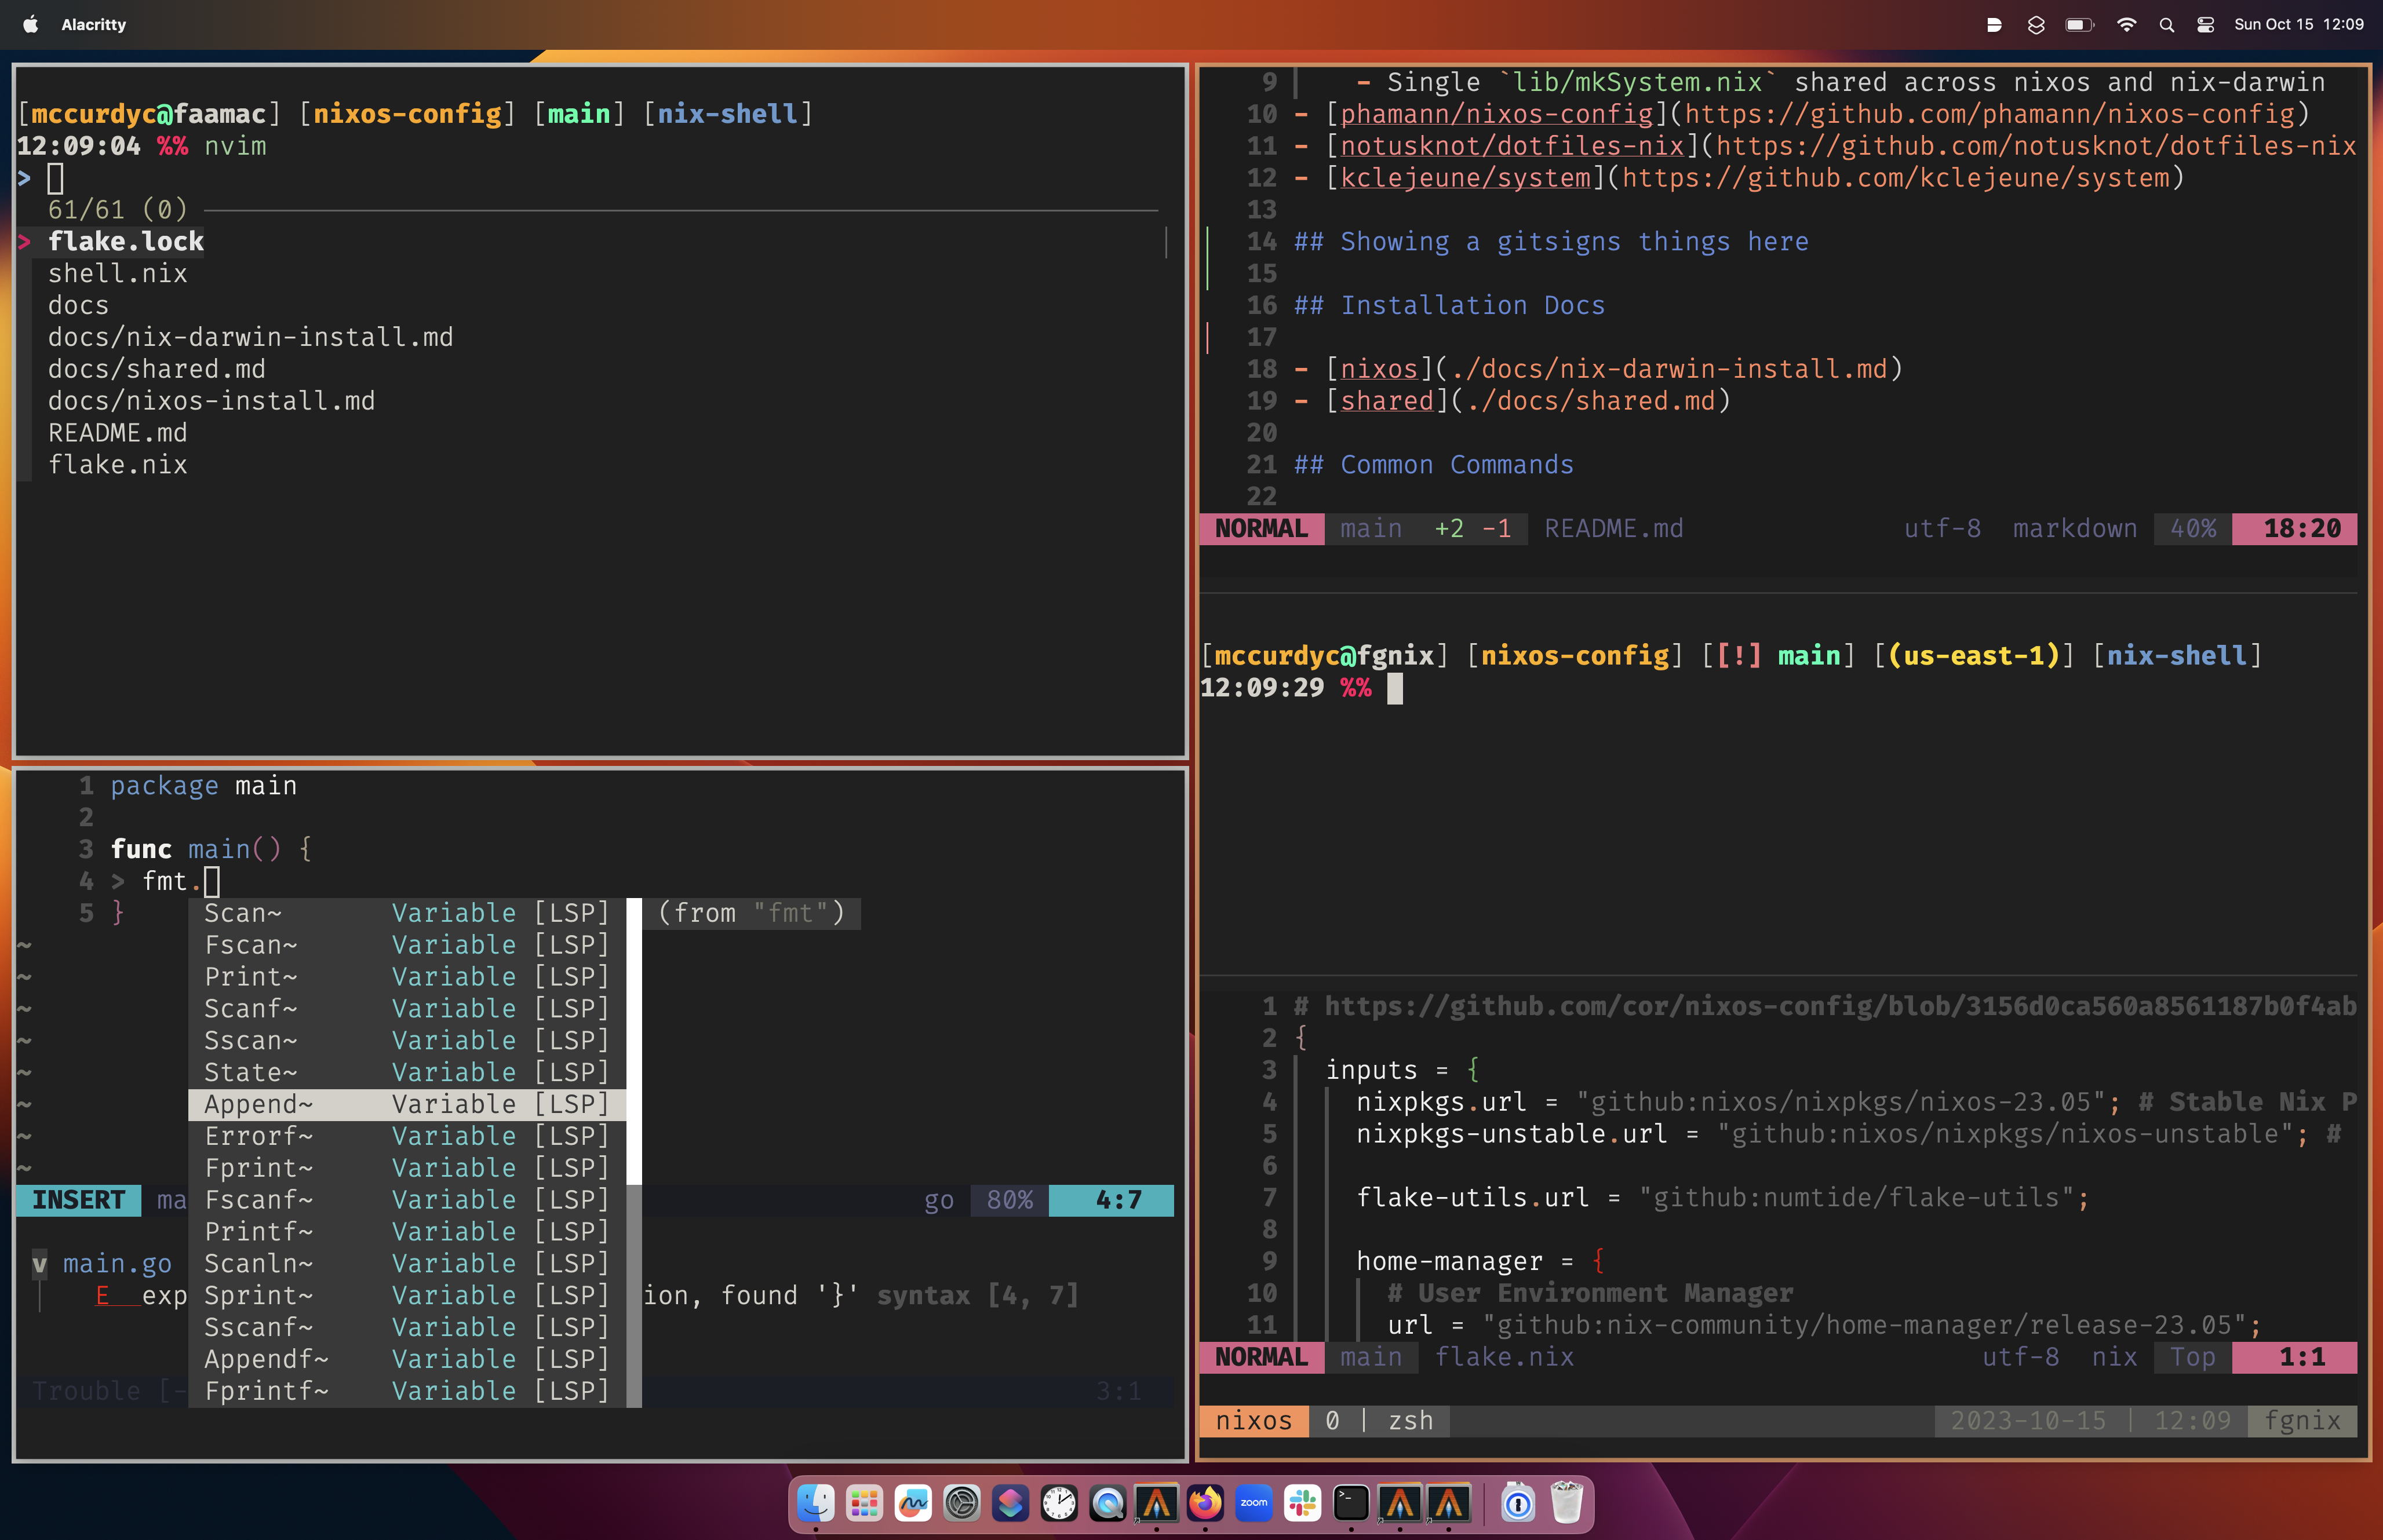 Alacritty
Sun Oct 15 12:09
[mccurdyc@faamac] [nixos-config] [main] [nix-shell]
12:09:04 %% nvim
>
61/61 (0)
> flake.lock
shell.nix
docs
docs/nix-darwin-install.md
docs/shared.md
docs/nixos-install.md
README.md
flake.nix
1 package main
2
3 func main() {
4 > fmt.
5 }
Scan~ Variable [LSP] (from "fmt")
~ Fscan~ Variable [LSP]
~ Print~ Variable [LSP]
~ Scanf~ Variable [LSP]
~ Sscan~ Variable [LSP]
~ State~ Variable [LSP]
~ Append~ Variable [LSP]
~ Errorf~ Variable [LSP]
~ Fprint~ Variable [LSP]
INSERT ma Fscanf~ Variable [LSP] go 80% 4:7
Printf~ Variable [LSP]
v main.go Scanln~ Variable [LSP]
E exp Sprint~ Variable [LSP] ion, found '}' syntax [4, 7]
Sscanf~ Variable [LSP]
Appendf~ Variable [LSP]
Trouble [- Fprintf~ Variable [LSP] 3:1
9 - Single `lib/mkSystem.nix` shared across nixos and nix-darwin
10 - [phamann/nixos-config](https://github.com/phamann/nixos-config)
11 - [notusknot/dotfiles-nix](https://github.com/notusknot/dotfiles-nix
12 - [kclejeune/system](https://github.com/kclejeune/system)
13
14 ## Showing a gitsigns things here
15
16 ## Installation Docs
17
18 - [nixos](./docs/nix-darwin-install.md)
19 - [shared](./docs/shared.md)
20
21 ## Common Commands
22
NORMAL main +2 -1 README.md utf-8 markdown 40% 18:20
[mccurdyc@fgnix] [nixos-config] [[!] main] [(us-east-1)] [nix-shell]
12:09:29 %%
1 # https://github.com/cor/nixos-config/blob/3156d0ca560a8561187b0f4ab
2 {
3 inputs = {
4 nixpkgs.url = "github:nixos/nixpkgs/nixos-23.05"; # Stable Nix P
5 nixpkgs-unstable.url = "github:nixos/nixpkgs/nixos-unstable"; #
6
7 flake-utils.url = "github:numtide/flake-utils";
8
9 home-manager = {
10 # User Environment Manager
11 url = "github:nix-community/home-manager/release-23.05";
NORMAL main flake.nix utf-8 nix Top 1:1
nixos 0 | zsh 2023-10-15 | 12:09 fgnix
zoom